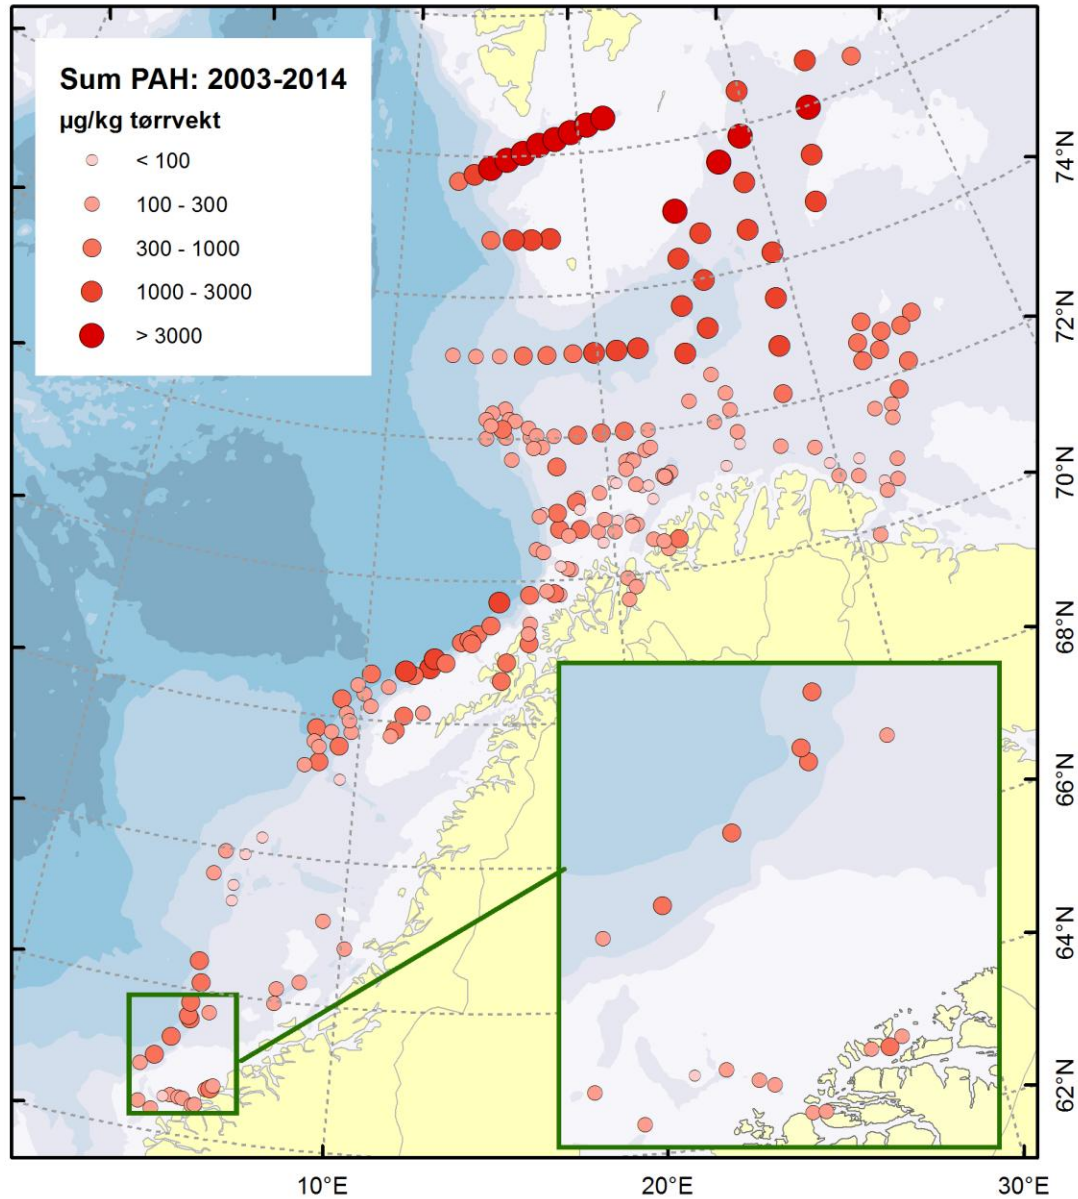 Sum PAH: 2003-2014
µg/kg tørrvekt
< 100
100 - 300
300 - 1000
1000 - 3000
> 3000
74°N
72°N
70°N
68°N
66°N
64°N
62°N
10°E
20°E
30°E